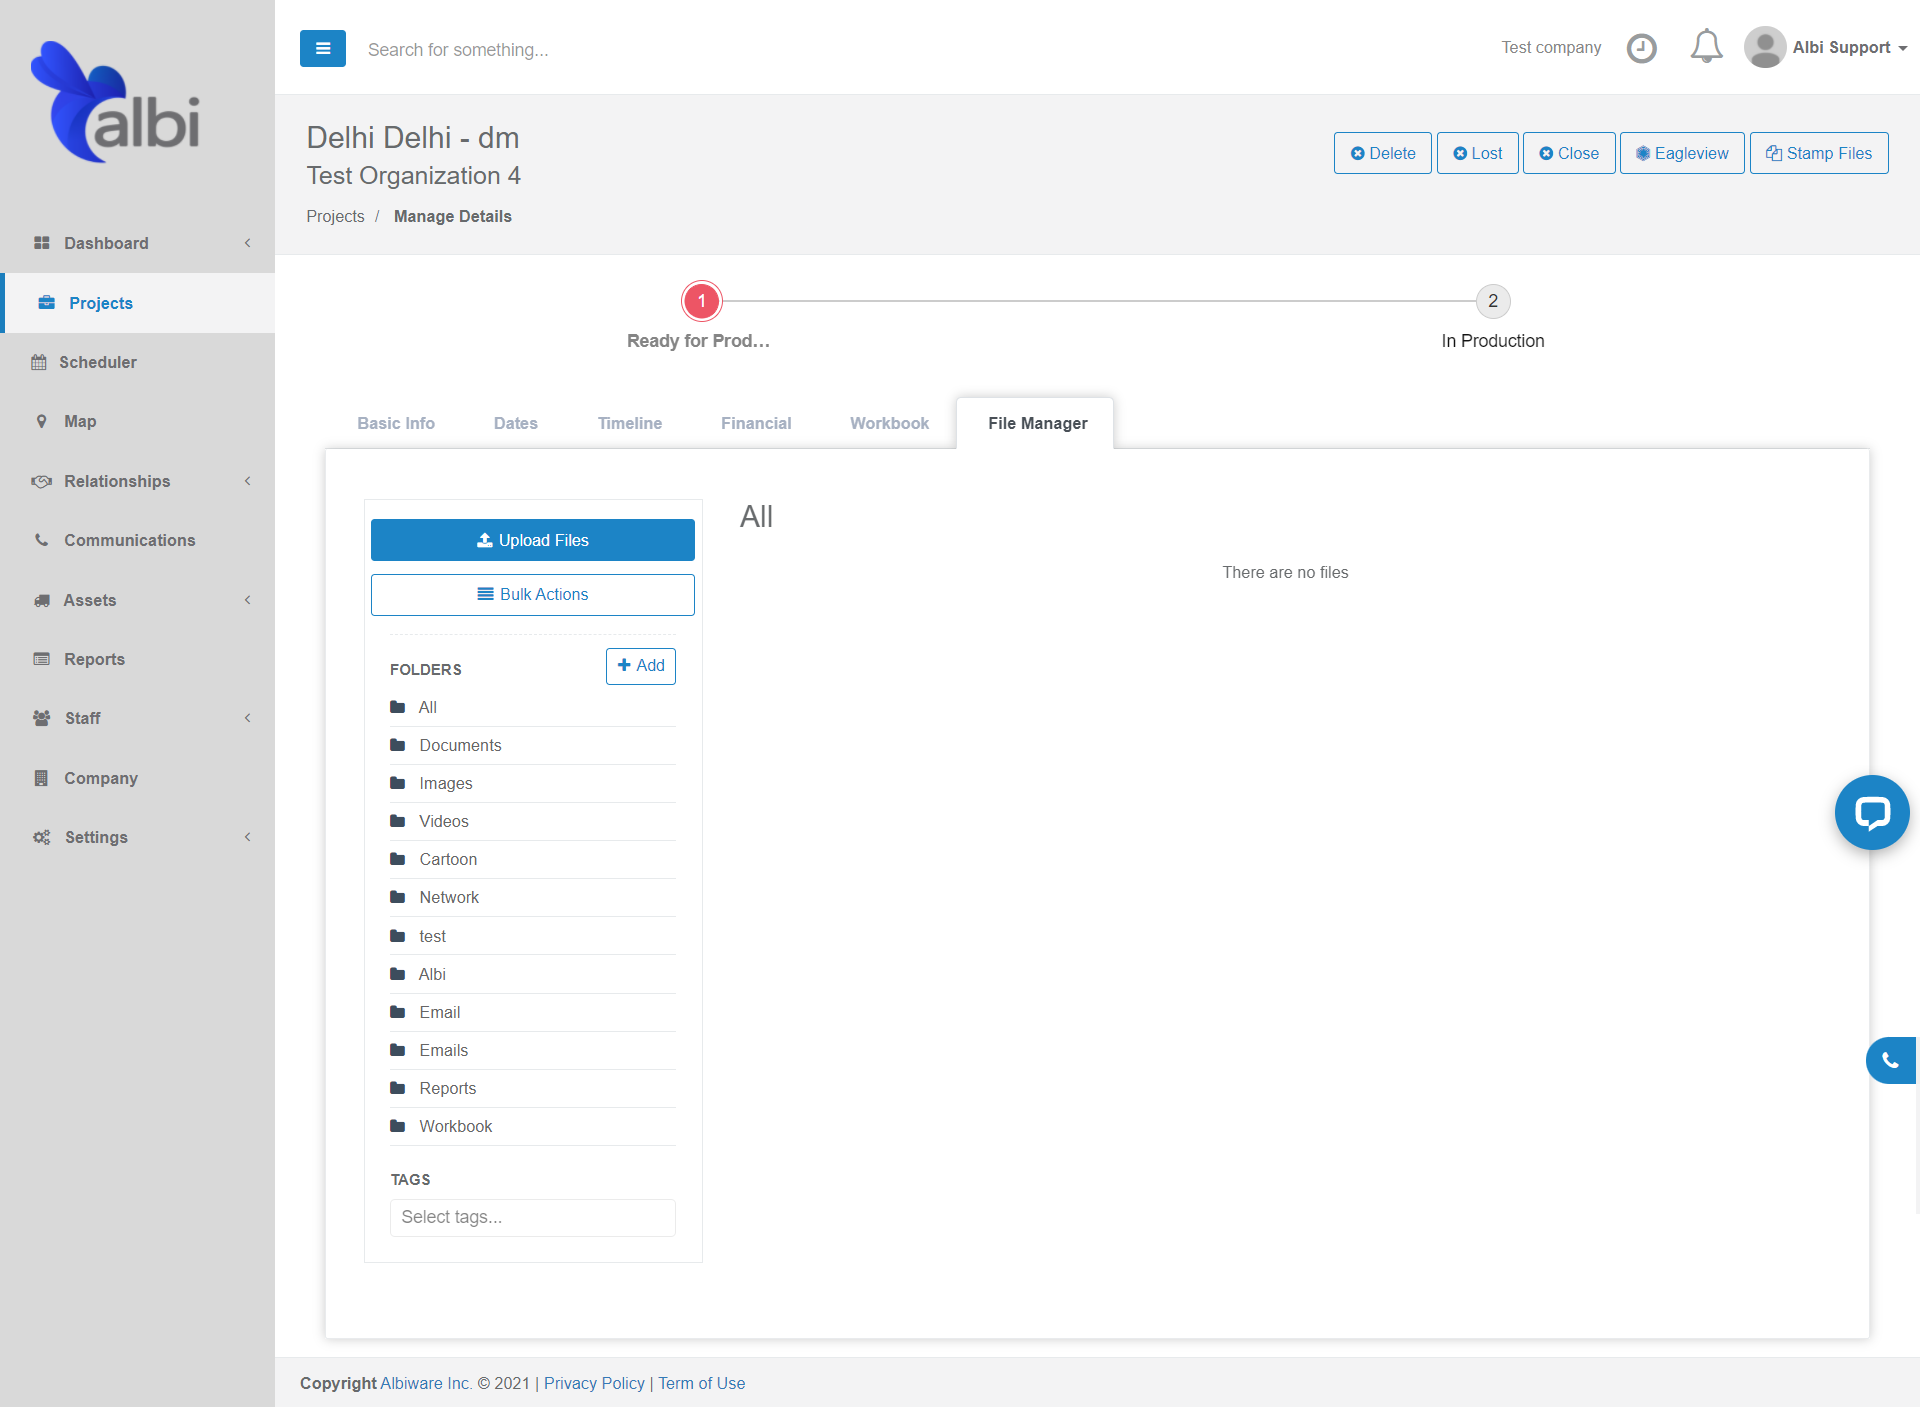 albi
Dashboard
Projects
Scheduler
Map
Relationships
Communications
Assets
Reports
Staff
Company
Settings
Search for something...
Test company
Albi Support
Delhi Delhi - dm
Test Organization 4
Projects / Manage Details
Delete
Lost
Close
Eagleview
Stamp Files
1
Ready for Prod...
2
In Production
Basic Info
Dates
Timeline
Financial
Workbook
File Manager
Upload Files
Bulk Actions
FOLDERS
Add
All
Documents
Images
Videos
Cartoon
Network
test
Albi
Email
Emails
Reports
Workbook
TAGS
Select tags...
All
There are no files
Copyright Albiware Inc. © 2021 | Privacy Policy | Term of Use